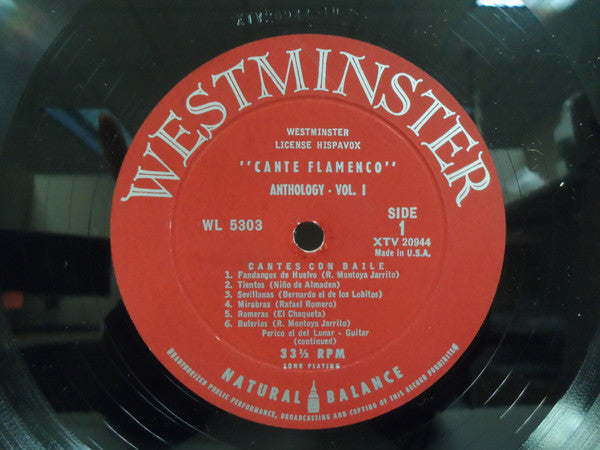 XTV 20944
WESTMINSTER
WESTMINSTER
LICENSE HISPAVOX
"CANTE FLAMENCO"
ANTHOLOGY - VOL. I
WL 5303
SIDE
1
XTV 20944
Made in U.S.A.
CANTES CON BAILE
1. Fandangos de Huelvo (R. Montoya Jarrito)
2. Tientos (Niño de Almaden)
3. Sevillanas (Bernardo el de los Lobitos)
4. Mirabras (Rafael Romero)
5. Romeras (El Chaqueta)
6. Bulerias (R. Montoya Jarrito)
Perico el del Lunar - Guitar
(continued)
33⅓ RPM
LONG PLAYING
NATURAL BALANCE
UNAUTHORIZED PUBLIC PERFORMANCE, BROADCASTING AND COPYING OF THIS RECORD PROHIBITED